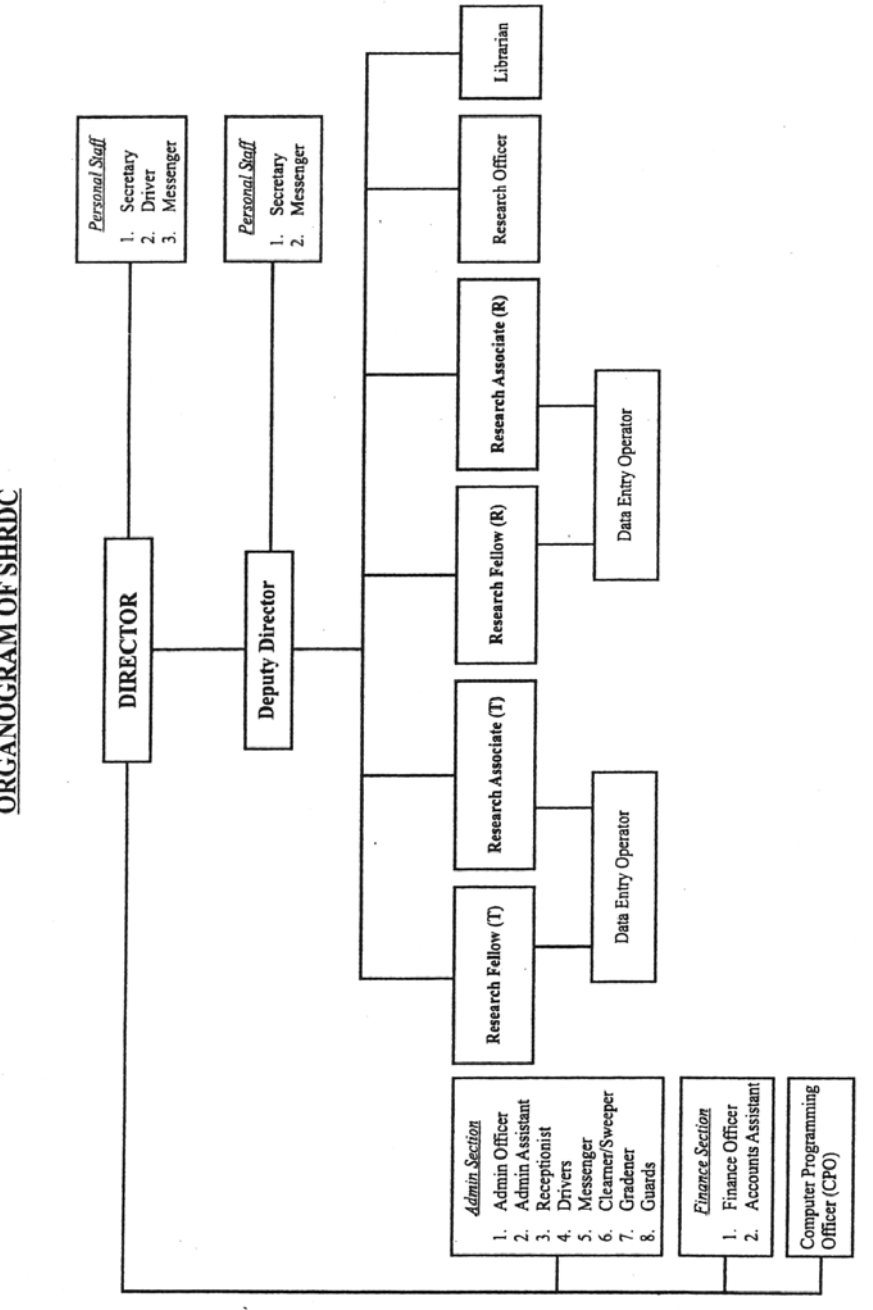 ORGANOGRAM OF SHRDC
DIRECTOR
Personal Staff
1. Secretary
2. Driver
3. Messenger
Deputy Director
Personal Staff
1. Secretary
2. Messenger
Admin Section
1. Admin Officer
2. Admin Assistant
3. Receptionist
4. Drivers
5. Messenger
6. Clearner/Sweeper
7. Gradener
8. Guards
Research Fellow (T)
Research Associate (T)
Research Fellow (R)
Research Associate (R)
Research Officer
Librarian
Data Entry Operator
Data Entry Operator
Finance Section
1. Finance Officer
2. Accounts Assistant
Computer Programming
Officer (CPO)